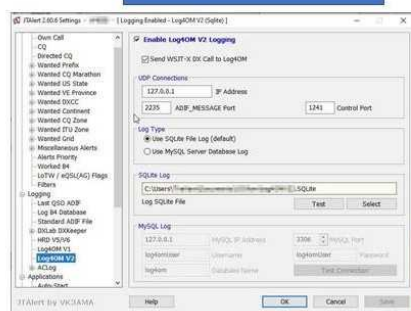 JTAlert 2.60.6 Settings - [Logging Enabled - Log4OM V2 (Sqlite) ]
Own Call
CQ
Directed CQ
Wanted Prefix
Wanted CQ Marathon
Wanted US State
Wanted VE Province
Wanted DXCC
Wanted Continent
Wanted CQ Zone
Wanted ITU Zone
Wanted Grid
Miscellaneous Alerts
Alerts Priority
Worked B4
LoTW / eQSL(AG) Flags
Filters
Logging
Last QSO ADIF
Log B4 Database
Standard ADIF File
DXLab DXKeeper
HRD V5/V6
Log4OM V1
Log4OM V2
ACLog
Applications
Auto-Start
JTAlert by VK3AMA
Enable Log4OM V2 Logging
Send WSJT-X DX Call to Log4OM
UDP Connections
127.0.0.1 IP Address
2235 ADIF_MESSAGE Port 1241 Control Port
Log Type
Use SQLite File Log (default)
Use MySQL Server Database Log
SQLite Log
C:\Users\ .SQLite
Log SQLite File Test Select
MySQL Log
127.0.0.1 MySQL IP Address 3306 MySQL Port
log4omUser Username log4omUser Password
log4om Database Name Test Connection
Help OK Cancel Save